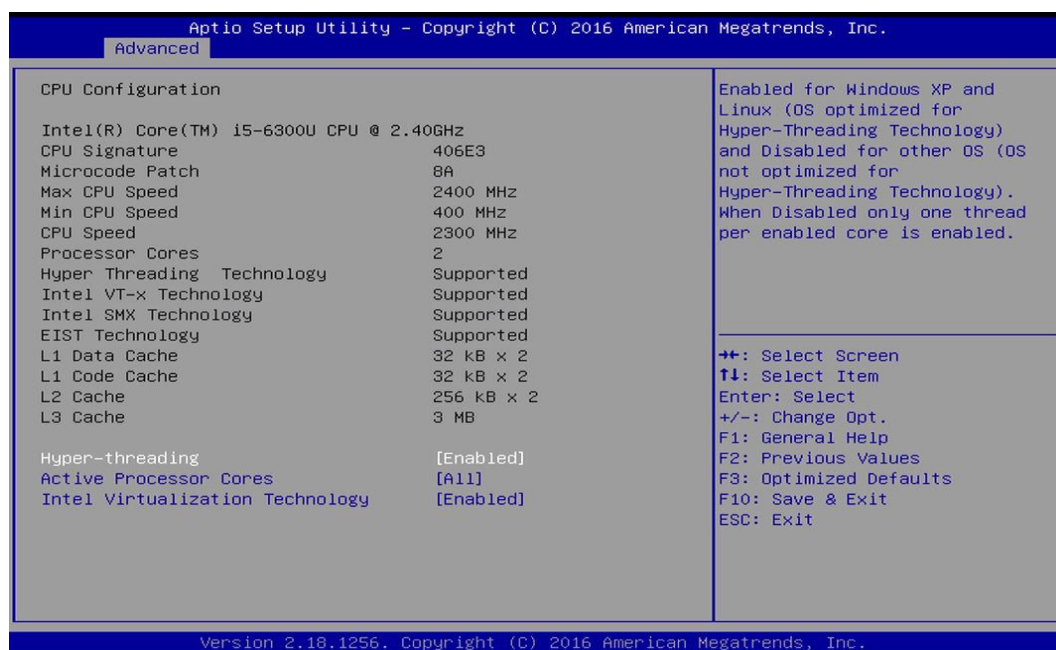 Aptio Setup Utility – Copyright (C) 2016 American Megatrends, Inc.
Advanced
CPU Configuration
Intel(R) Core(TM) i5-6300U CPU @ 2.40GHz
CPU Signature 406E3
Microcode Patch 8A
Max CPU Speed 2400 MHz
Min CPU Speed 400 MHz
CPU Speed 2300 MHz
Processor Cores 2
Hyper Threading Technology Supported
Intel VT-x Technology Supported
Intel SMX Technology Supported
EIST Technology Supported
L1 Data Cache 32 kB x 2
L1 Code Cache 32 kB x 2
L2 Cache 256 kB x 2
L3 Cache 3 MB
Hyper-threading [Enabled]
Active Processor Cores [All]
Intel Virtualization Technology [Enabled]
Enabled for Windows XP and
Linux (OS optimized for
Hyper-Threading Technology)
and Disabled for other OS (OS
not optimized for
Hyper-Threading Technology).
When Disabled only one thread
per enabled core is enabled.
→←: Select Screen
↑↓: Select Item
Enter: Select
+/-: Change Opt.
F1: General Help
F2: Previous Values
F3: Optimized Defaults
F10: Save & Exit
ESC: Exit
Version 2.18.1256. Copyright (C) 2016 American Megatrends, Inc.